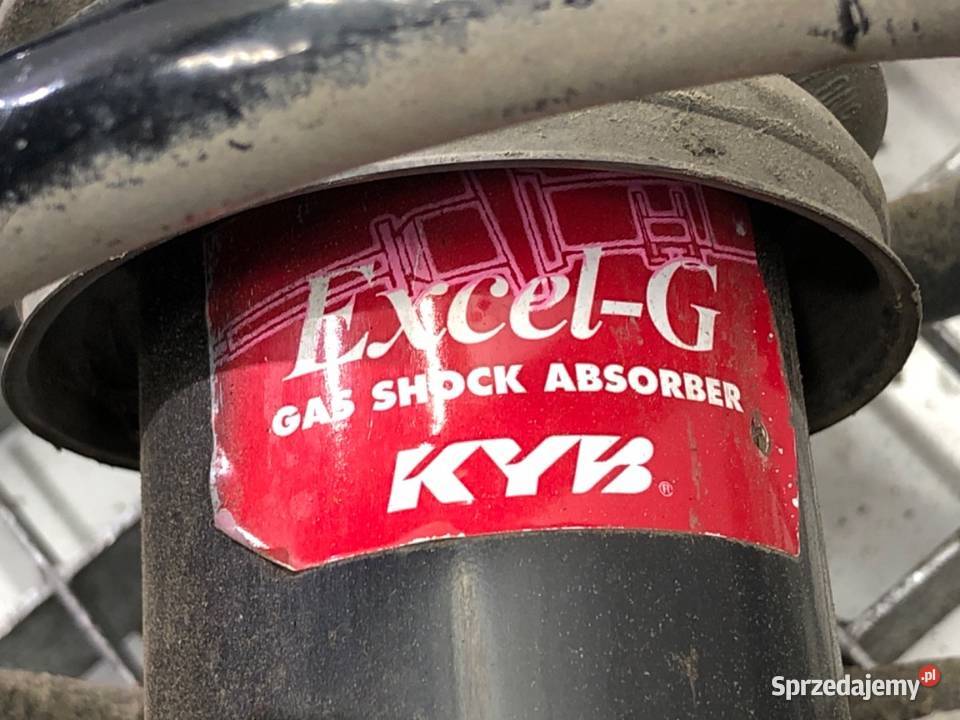 Excel-G
GAS SHOCK ABSORBER
KYB®
Sprzedajemy.pl